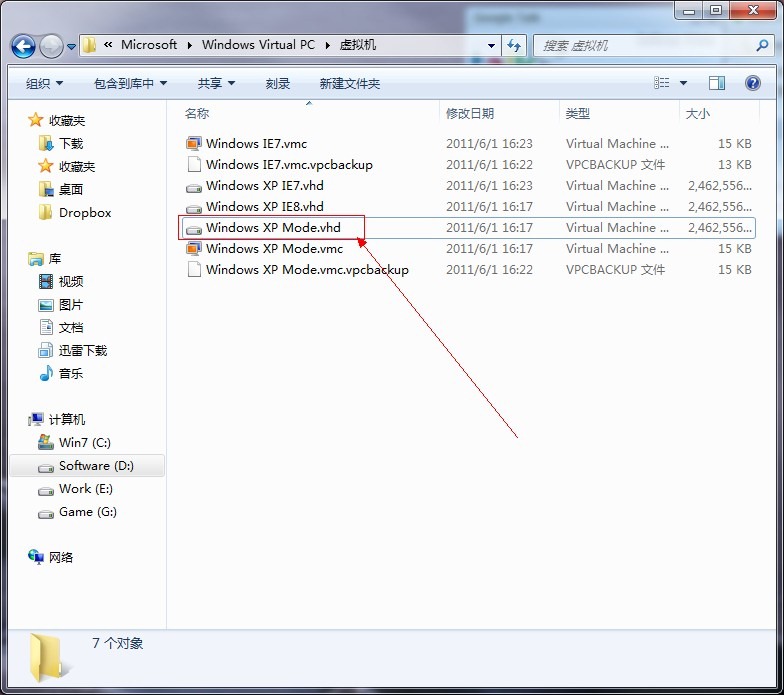 Google Talk
« Microsoft ▸ Windows Virtual PC ▸ 虚拟机
搜索 虚拟机
组织 包含到库中 共享 刻录 新建文件夹
名称 修改日期 类型 大小
Windows IE7.vmc 2011/6/1 16:23 Virtual Machine ... 15 KB
Windows IE7.vmc.vpcbackup 2011/6/1 16:22 VPCBACKUP 文件 13 KB
Windows XP IE7.vhd 2011/6/1 16:23 Virtual Machine ... 2,462,556...
Windows XP IE8.vhd 2011/6/1 16:17 Virtual Machine ... 2,462,556...
Windows XP Mode.vhd 2011/6/1 16:17 Virtual Machine ... 2,462,556...
Windows XP Mode.vmc 2011/6/1 16:17 Virtual Machine ... 15 KB
Windows XP Mode.vmc.vpcbackup 2011/6/1 16:22 VPCBACKUP 文件 15 KB
收藏夹
下载
收藏夹
桌面
Dropbox
库
视频
图片
文档
迅雷下载
音乐
计算机
Win7 (C:)
Software (D:)
Work (E:)
Game (G:)
网络
7 个对象